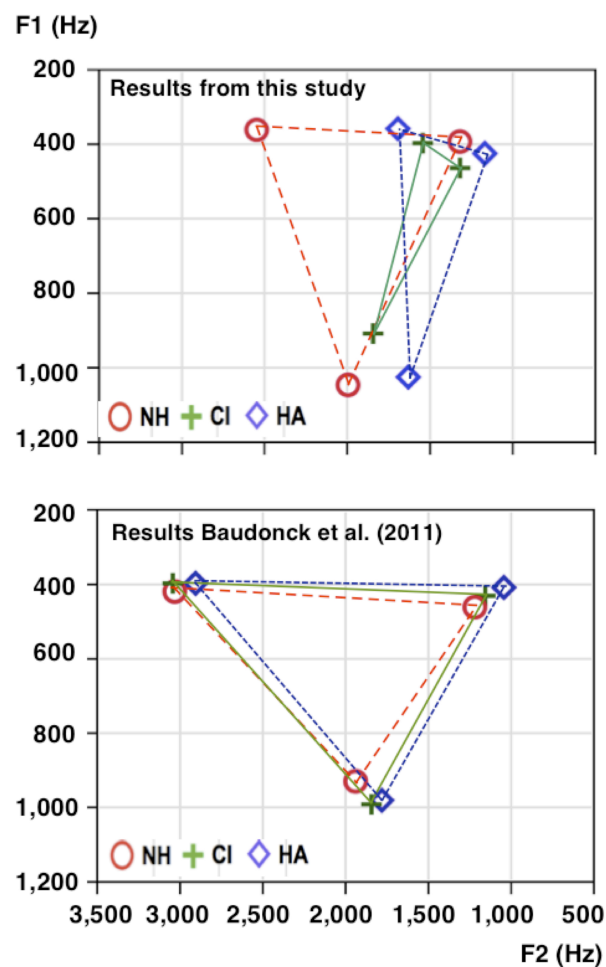 F1 (Hz)
200
Results from this study
400
600
800
1,000
NH CI HA
1,200
200
Results Baudonck et al. (2011)
400
600
800
1,000
NH CI HA
1,200
3,500 3,000 2,500 2,000 1,500 1,000 500
F2 (Hz)